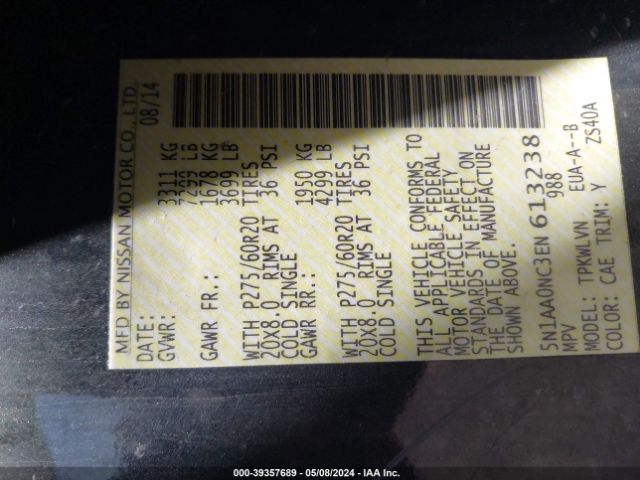 MFD BY NISSAN MOTOR CO., LTD.
DATE: 08/14
GVWR: 3311 KG
7299 LB
GAWR FR.: 1678 KG
3699 LB
WITH P275/60R20 TIRES
20X8.0 RIMS AT 36 PSI
COLD SINGLE
GAWR RR.: 1950 KG
4299 LB
WITH P275/60R20 TIRES
20X8.0 RIMS AT 36 PSI
COLD SINGLE
THIS VEHICLE CONFORMS TO
ALL APPLICABLE FEDERAL
MOTOR VEHICLE SAFETY
STANDARDS IN EFFECT ON
THE DATE OF MANUFACTURE
SHOWN ABOVE.
5N1AA0NC3EN 613238
MPV 988
MODEL: TPKWLVN EUA-A--B
COLOR: CAE TRIM: Y ZS40A
000-39357689 - 05/08/2024 - IAA Inc.